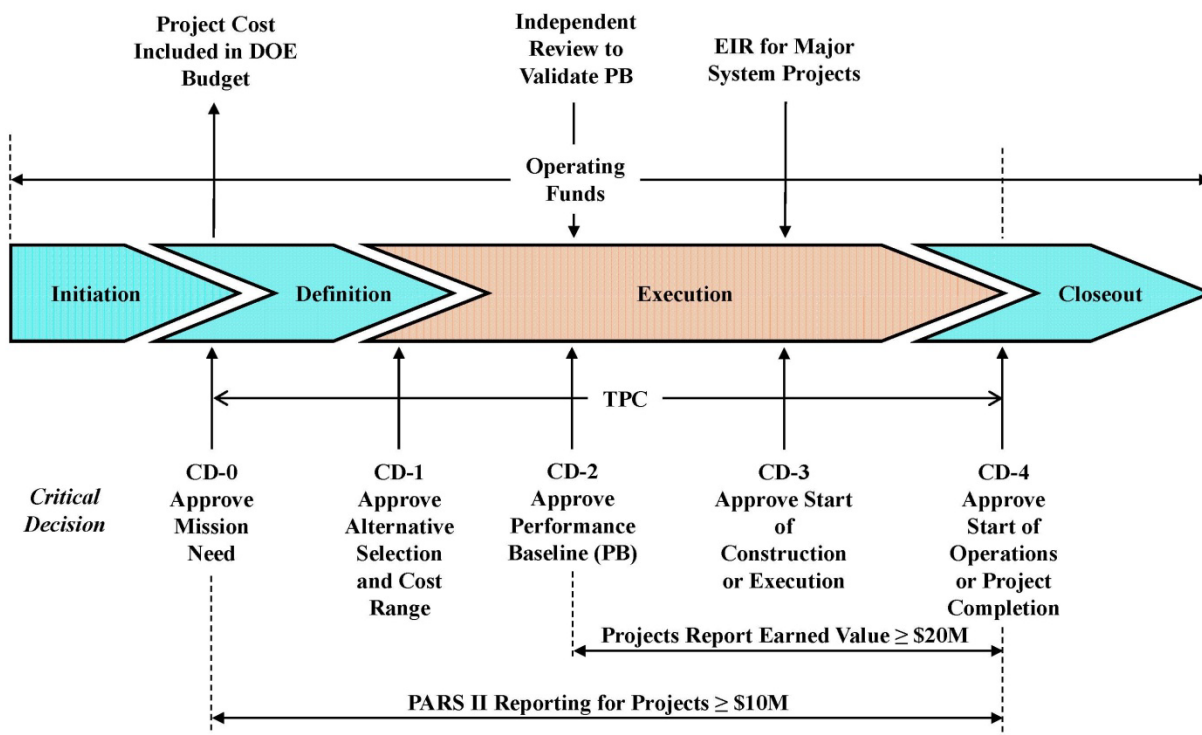 Project Cost
Included in DOE
Budget
Independent
Review to
Validate PB
EIR for Major
System Projects
Operating
Funds
Initiation
Definition
Execution
Closeout
TPC
Critical
Decision
CD-0
Approve
Mission
Need
CD-1
Approve
Alternative
Selection
and Cost
Range
CD-2
Approve
Performance
Baseline (PB)
CD-3
Approve Start
of
Construction
or Execution
CD-4
Approve
Start of
Operations
or Project
Completion
Projects Report Earned Value ≥ $20M
PARS II Reporting for Projects ≥ $10M